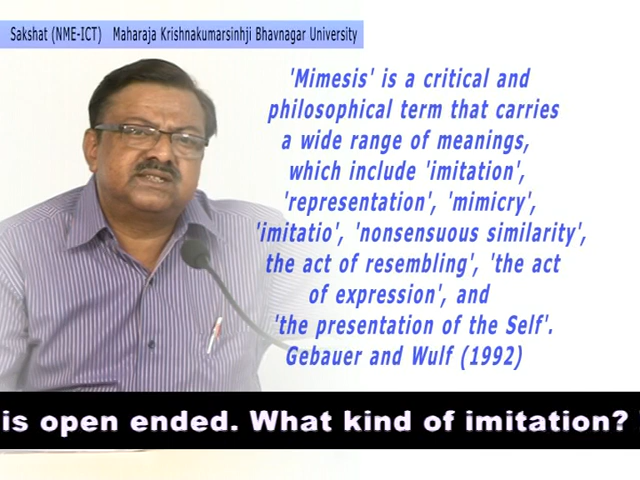 Sakshat (NME-ICT) Maharaja Krishnakumarsinhji Bhavnagar University
'Mimesis' is a critical and
philosophical term that carries
a wide range of meanings,
which include 'imitation',
'representation', 'mimicry',
'imitatio', 'nonsensuous similarity',
the act of resembling', 'the act
of expression', and
'the presentation of the Self'.
Gebauer and Wulf (1992)
is open ended. What kind of imitation?